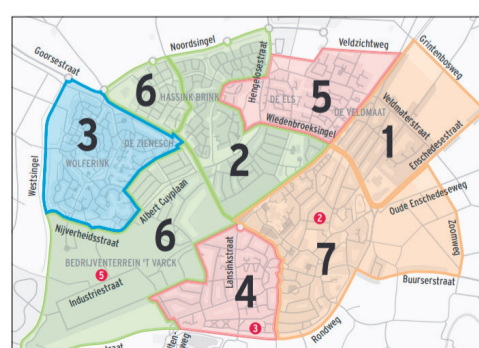 Noordsingel
Goorsestraat
Veldzichtweg
Grintenbosweg
Hengelosestraat
6
HASSINK BRINK
DE ELS
5
DE VELDMAAT
3
DE ZIENESCH
WOLFERINK
Wiedenbroeksingel
Veldmaterstraat
1
Enschedesestraat
2
Westsingel
Albert Cuyplaan
Oude Enschedeseweg
Nijverheidsstraat
6
2
Zoomweg
BEDRIJVENTERREIN 'T VARCK
5
Lansinkstraat
7
Industriestraat
4
Buurserstraat
3
Rondweg